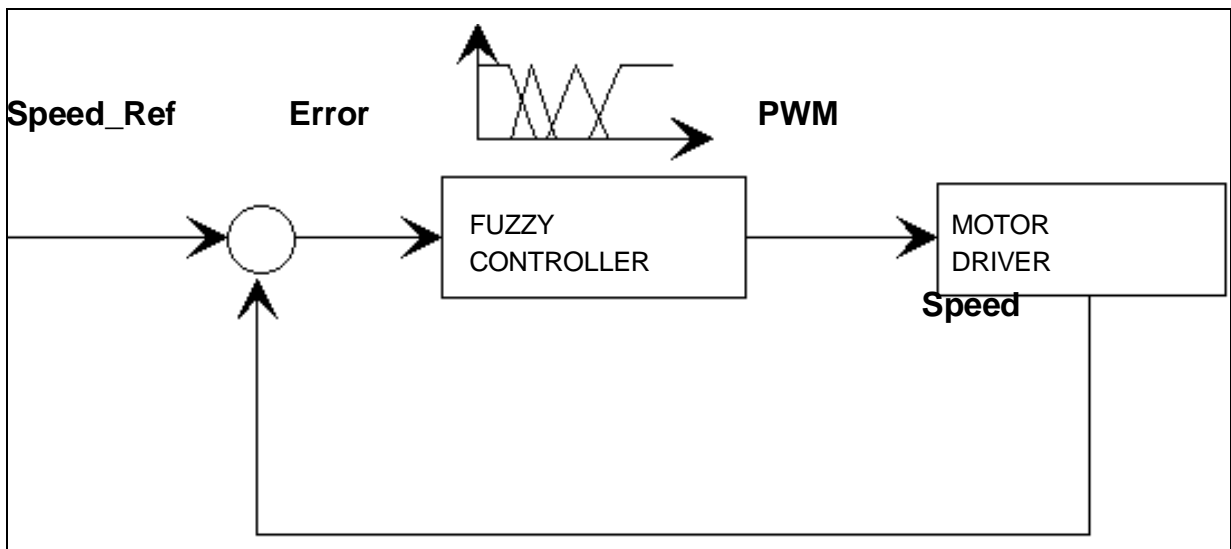 Speed_Ref
Error
PWM
FUZZY
CONTROLLER
MOTOR
DRIVER
Speed